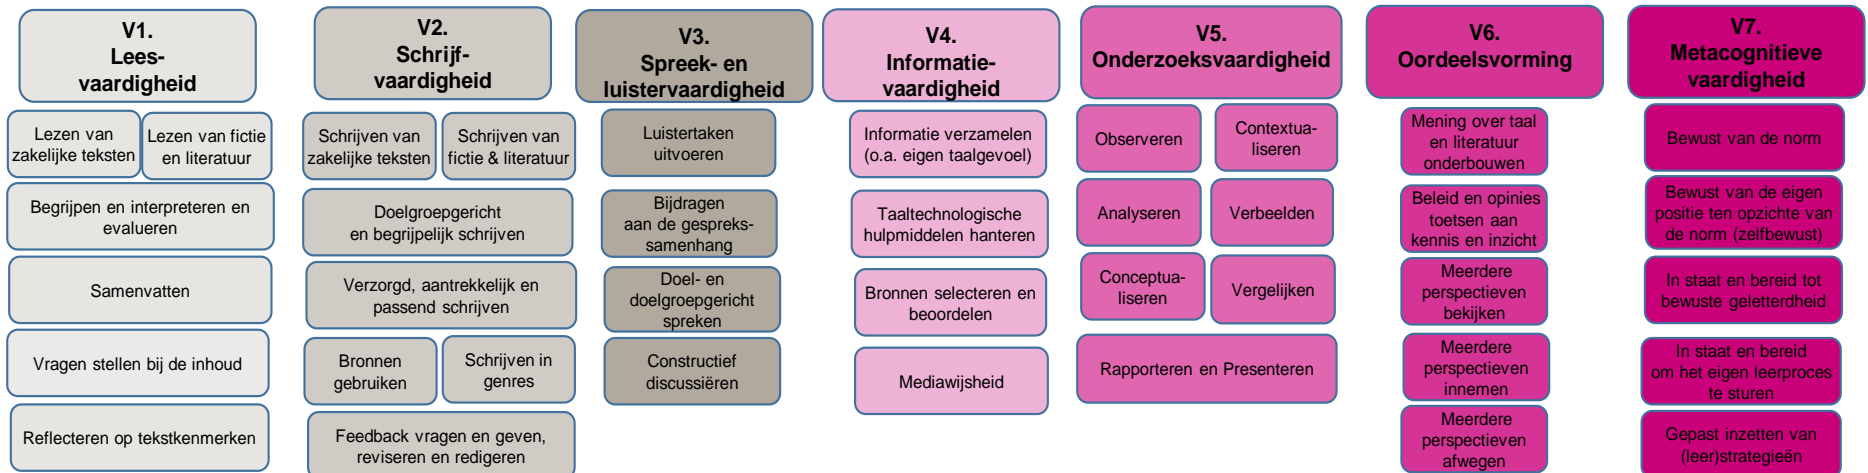 V1.
Lees-
vaardigheid
Lezen van
zakelijke teksten
Lezen van fictie
en literatuur
Begrijpen en interpreteren en
evalueren
Samenvatten
Vragen stellen bij de inhoud
Reflecteren op tekstkenmerken
V2.
Schrijf-
vaardigheid
Schrijven van
zakelijke teksten
Schrijven van
fictie & literatuur
Doelgroepgericht
en begrijpelijk schrijven
Verzorgd, aantrekkelijk en
passend schrijven
Bronnen
gebruiken
Schrijven in
genres
Feedback vragen en geven,
reviseren en redigeren
V3.
Spreek- en
luistervaardigheid
Luistertaken
uitvoeren
Bijdragen
aan de gespreks-
samenhang
Doel- en
doelgroepgericht
spreken
Constructief
discussiëren
V4.
Informatie-
vaardigheid
Informatie verzamelen
(o.a. eigen taalgevoel)
Taaltechnologische
hulpmiddelen hanteren
Bronnen selecteren en
beoordelen
Mediawijsheid
V5.
Onderzoeksvaardigheid
Observeren
Contextua-
liseren
Analyseren
Verbeelden
Conceptua-
liseren
Vergelijken
Rapporteren en Presenteren
V6.
Oordeelsvorming
Mening over taal
en literatuur
onderbouwen
Beleid en opinies
toetsen aan
kennis en inzicht
Meerdere
perspectieven
bekijken
Meerdere
perspectieven
innemen
Meerdere
perspectieven
afwegen
V7.
Metacognitieve
vaardigheid
Bewust van de norm
Bewust van de eigen
positie ten opzichte van
de norm (zelfbewust)
In staat en bereid tot
bewuste geletterdheid
In staat en bereid
om het eigen leerproces
te sturen
Gepast inzetten van
(leer)strategieën